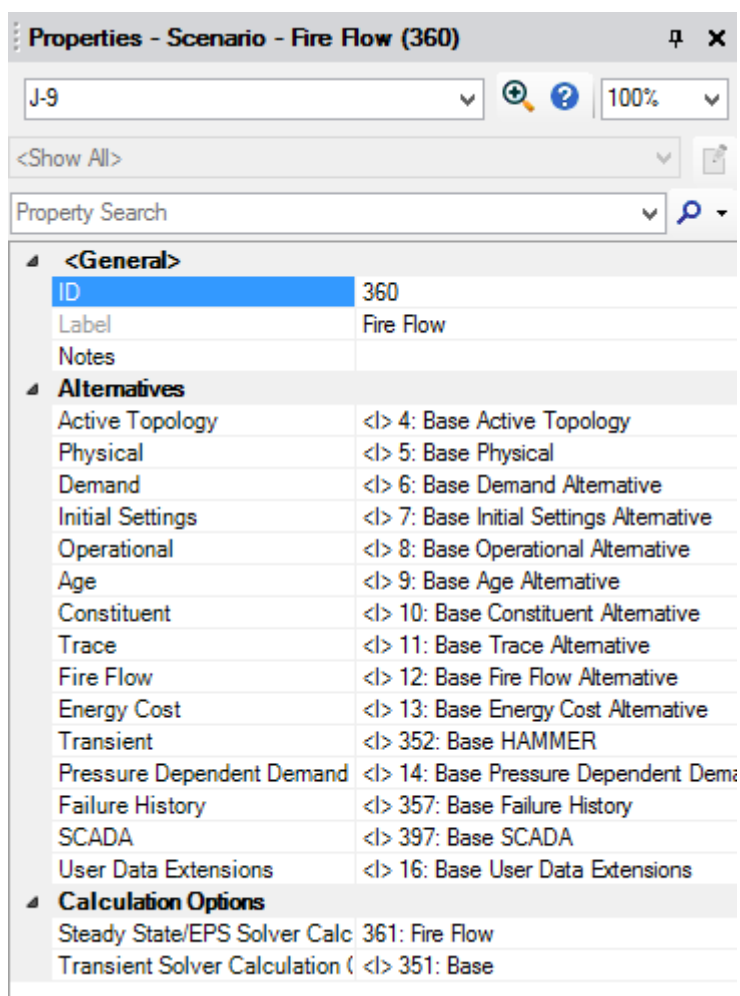 Properties - Scenario - Fire Flow (360)
J-9 100%
<Show All>
Property Search
<General>
ID 360
Label Fire Flow
Notes
Alternatives
Active Topology <I> 4: Base Active Topology
Physical <I> 5: Base Physical
Demand <I> 6: Base Demand Alternative
Initial Settings <I> 7: Base Initial Settings Alternative
Operational <I> 8: Base Operational Alternative
Age <I> 9: Base Age Alternative
Constituent <I> 10: Base Constituent Alternative
Trace <I> 11: Base Trace Alternative
Fire Flow <I> 12: Base Fire Flow Alternative
Energy Cost <I> 13: Base Energy Cost Alternative
Transient <I> 352: Base HAMMER
Pressure Dependent Demand <I> 14: Base Pressure Dependent Dema
Failure History <I> 357: Base Failure History
SCADA <I> 397: Base SCADA
User Data Extensions <I> 16: Base User Data Extensions
Calculation Options
Steady State/EPS Solver Calc 361: Fire Flow
Transient Solver Calculation ( <I> 351: Base